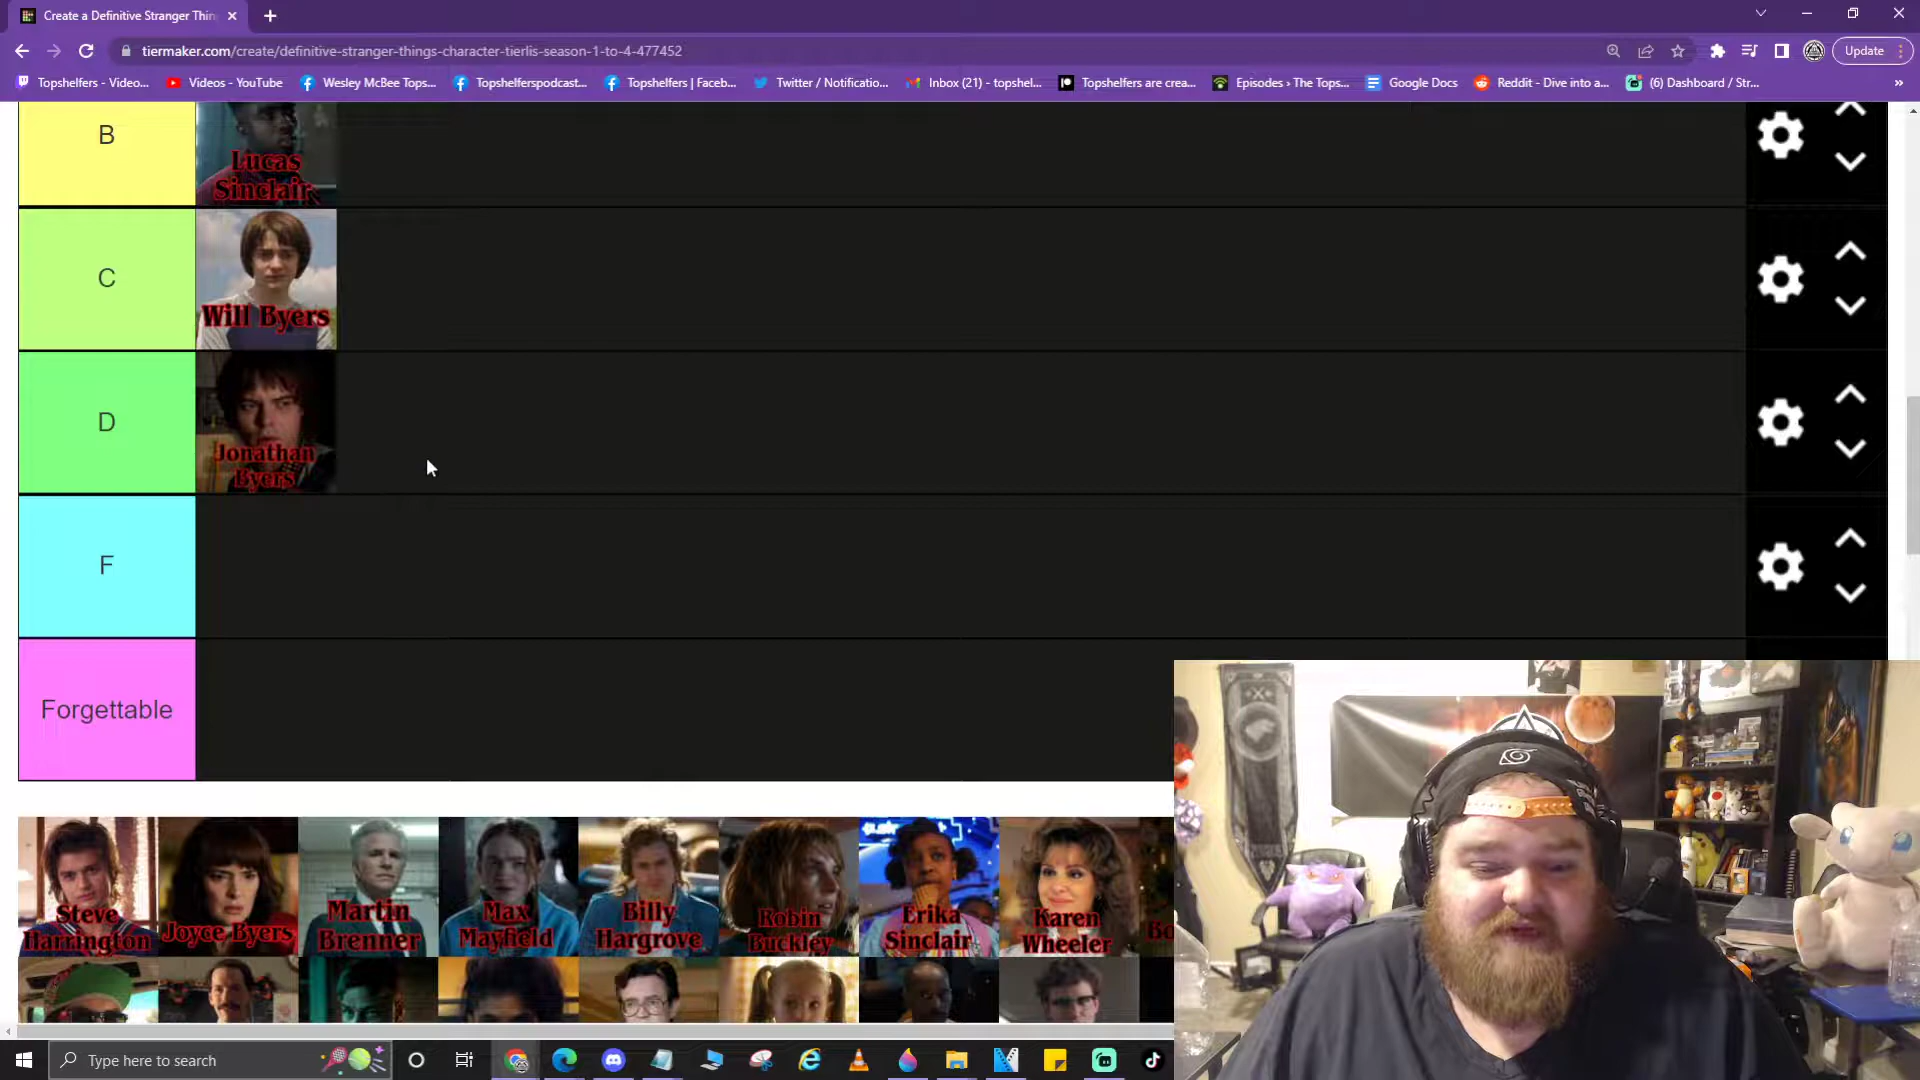 Create a Definitive Stranger Thin
tiermaker.com/create/definitive-stranger-things-character-tierlis-season-1-to-4-477452
Update
Topshelfers - Video...
Videos - YouTube
Wesley McBee Tops...
Topshelferspodcast...
Topshelfers | Faceb...
Twitter / Notificatio...
Inbox (21) - topshel...
Topshelfers are crea...
Episodes › The Tops...
Google Docs
Reddit - Dive into a...
(6) Dashboard / Str...
»
B
Lucas
Sinclair
C
Will Byers
D
Jonathan
Byers
F
Forgettable
Steve
Harrington
Joyce Byers
Martin
Brenner
Max
Mayfield
Billy
Hargrove
Robin
Buckley
Erika
Sinclair
Karen
Wheeler
Bo
Type here to search